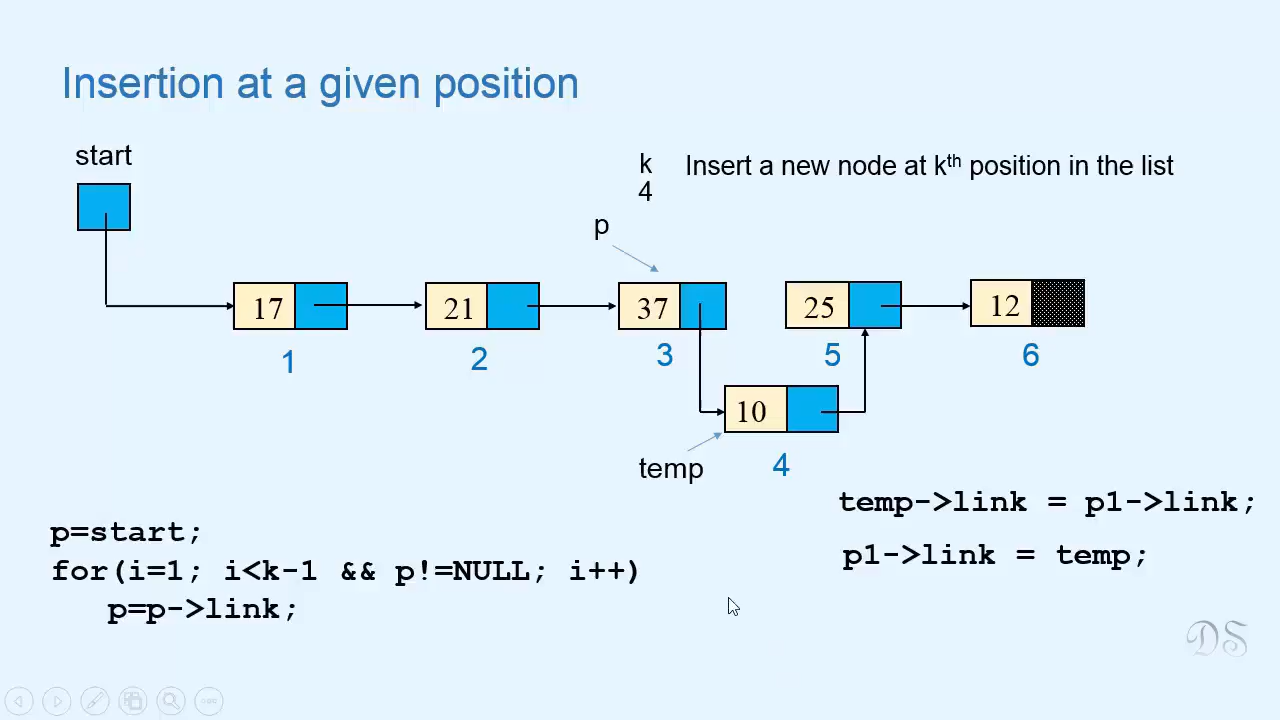 Insertion at a given position
start
k Insert a new node at kth position in the list
4
p
17 21 37 25 12
1 2 3 5 6
10
temp 4
temp->link = p1->link;
p1->link = temp;
p=start;
for(i=1; i<k-1 && p!=NULL; i++)
p=p->link;
DS